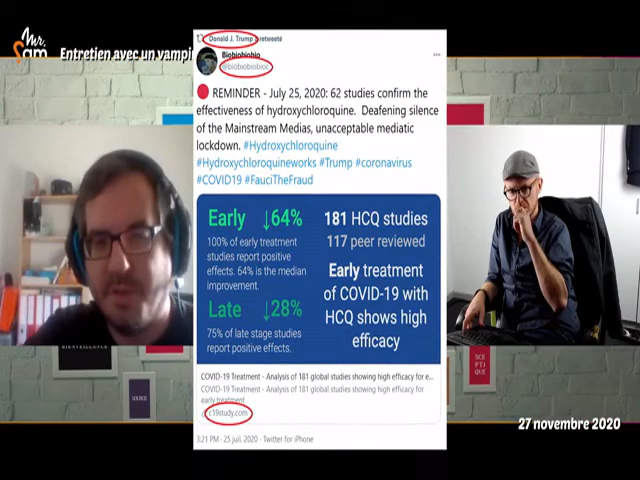 Mr.
Sam
Entretien avec un vampi
Donald J. Trump a retweeté
Biobiobiobio
@biobiobiobioc
REMINDER - July 25, 2020: 62 studies confirm the
effectiveness of hydroxychloroquine. Deafening silence
of the Mainstream Medias, unacceptable mediatic
lockdown. #Hydroxychloroquine
#Hydroxychloroquineworks #Trump #coronavirus
#COVID19 #FauciTheFraud
Early ↓64%
100% of early treatment
studies report positive
effects. 64% is the median
improvement.
Late ↓28%
75% of late stage studies
report positive effects.
181 HCQ studies
117 peer reviewed
Early treatment
of COVID-19 with
HCQ shows high
efficacy
COVID-19 Treatment - Analysis of 181 global studies showing high efficacy for e...
COVID-19 Treatment - Analysis of 181 global studies showing high efficacy for
early treatment
c19study.com
3:21 PM · 25 juil. 2020 · Twitter for iPhone
BIENVEILLANCE
SOURCE
SCE
PTI
QUE
27 novembre 2020